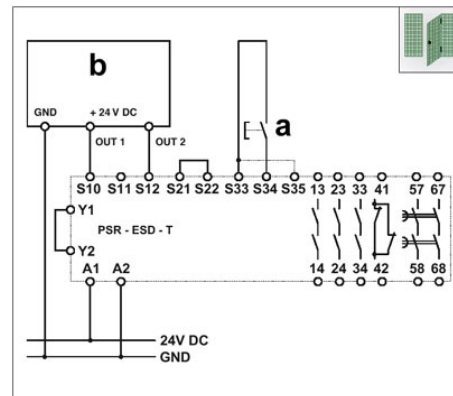 b
GND + 24 V DC
OUT 1 OUT 2
a
S10 S11 S12 S21 S22 S33 S34 S35 13 23 33 41 57 67
Y1
PSR - ESD - T
Y2
A1 A2 14 24 34 42 58 68
24V DC
GND